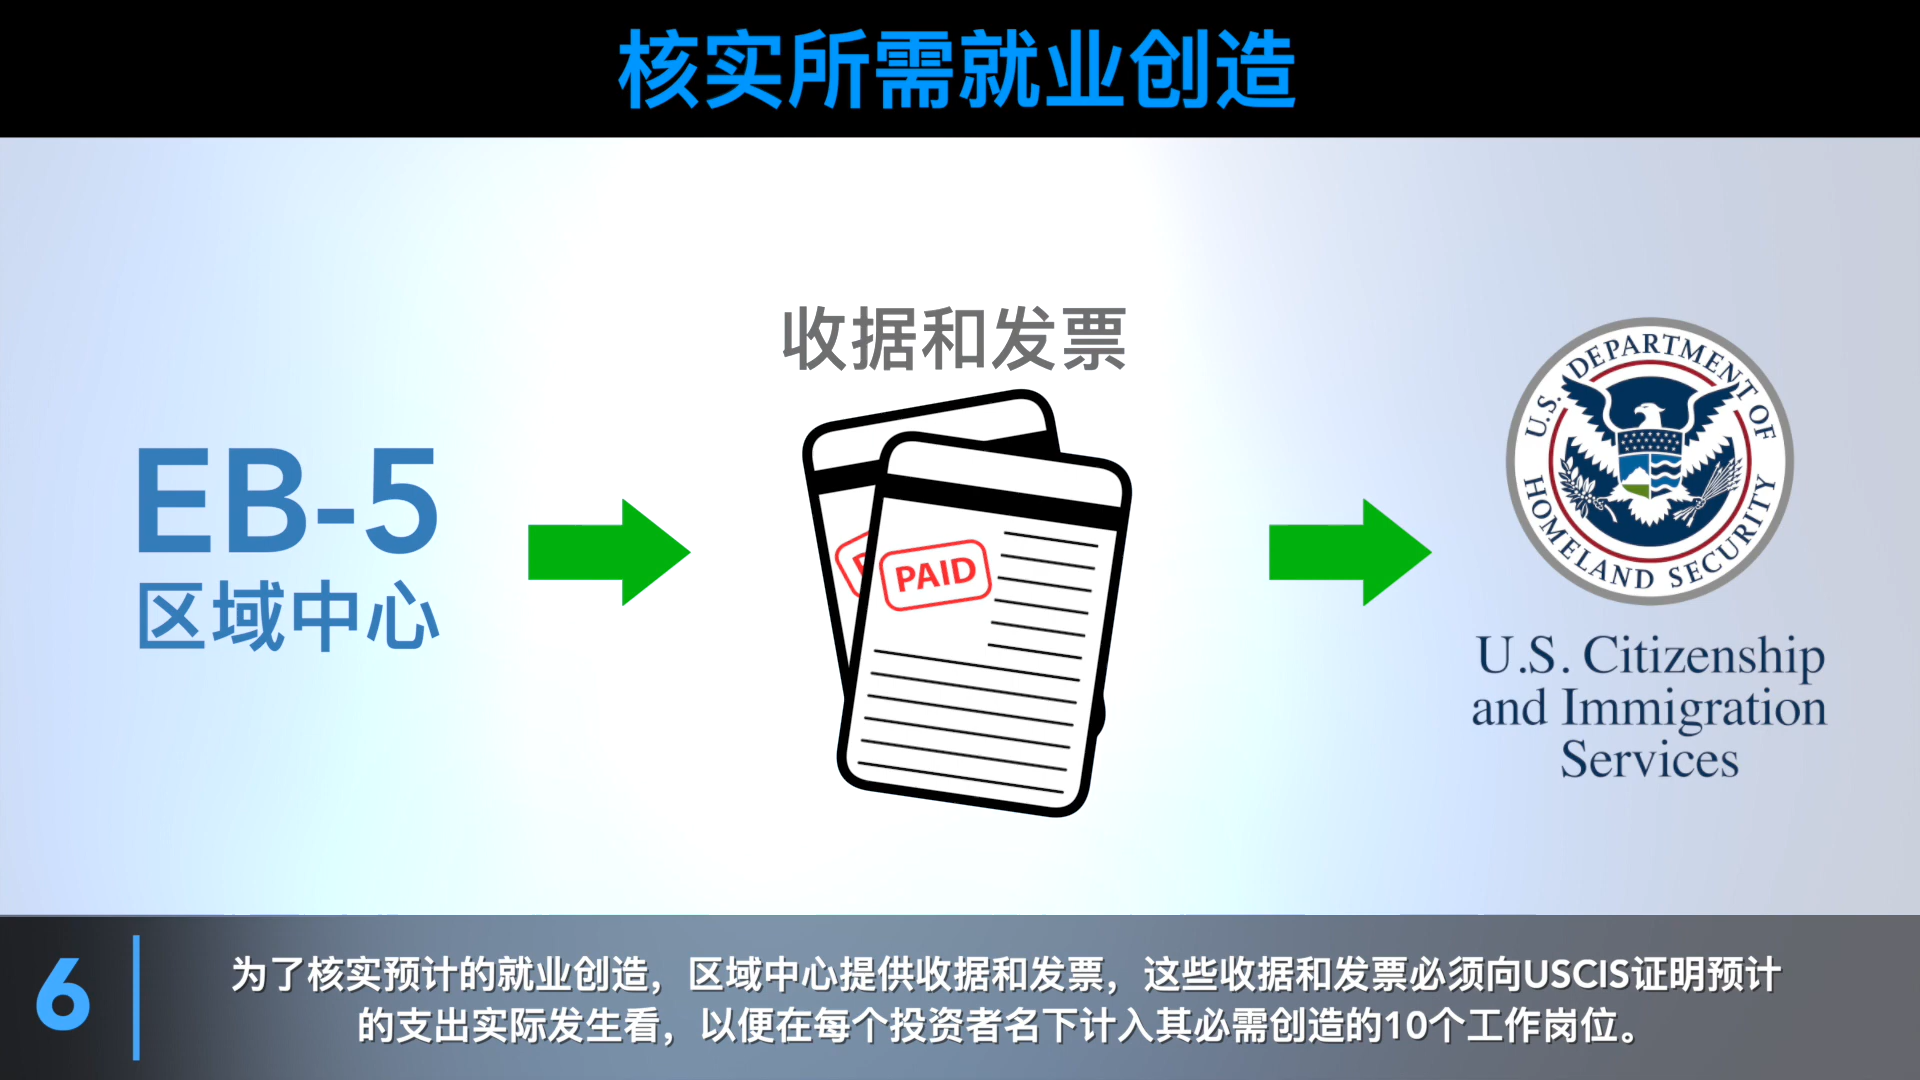 核实所需就业创造
收据和发票
EB-5
区域中心
PAID
U.S. DEPARTMENT OF
HOMELAND SECURITY
U.S. Citizenship
and Immigration
Services
6
为了核实预计的就业创造，区域中心提供收据和发票，这些收据和发票必须向USCIS证明预计
的支出实际发生看，以便在每个投资者名下计入其必需创造的10个工作岗位。